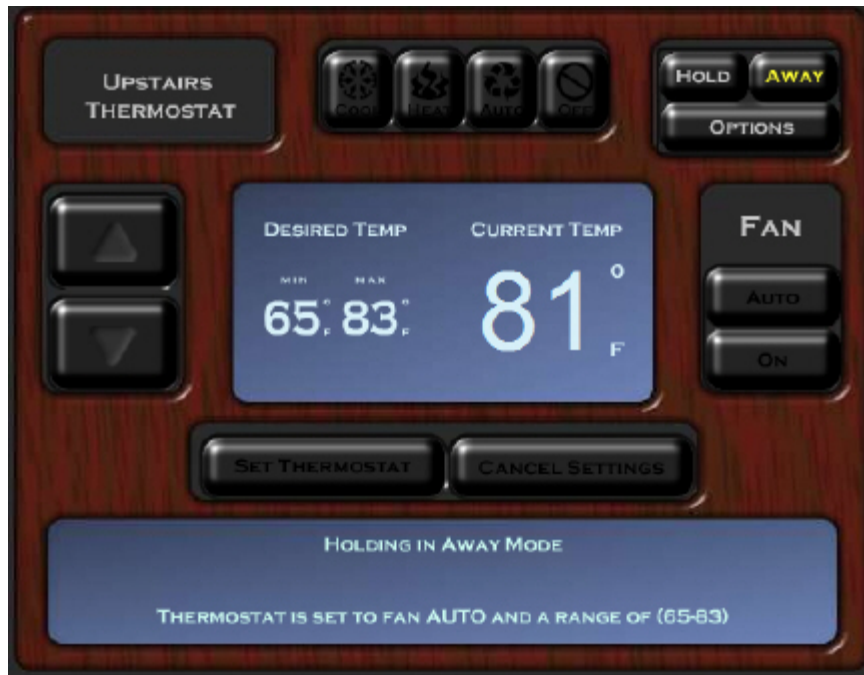 UPSTAIRS
THERMOSTAT
COOL HEAT AUTO OFF
HOLD AWAY
OPTIONS
DESIRED TEMP CURRENT TEMP
MIN MAX
65°F 83°F 81°F
FAN
AUTO
ON
SET THERMOSTAT CANCEL SETTINGS
HOLDING IN AWAY MODE
THERMOSTAT IS SET TO FAN AUTO AND A RANGE OF (65-83)